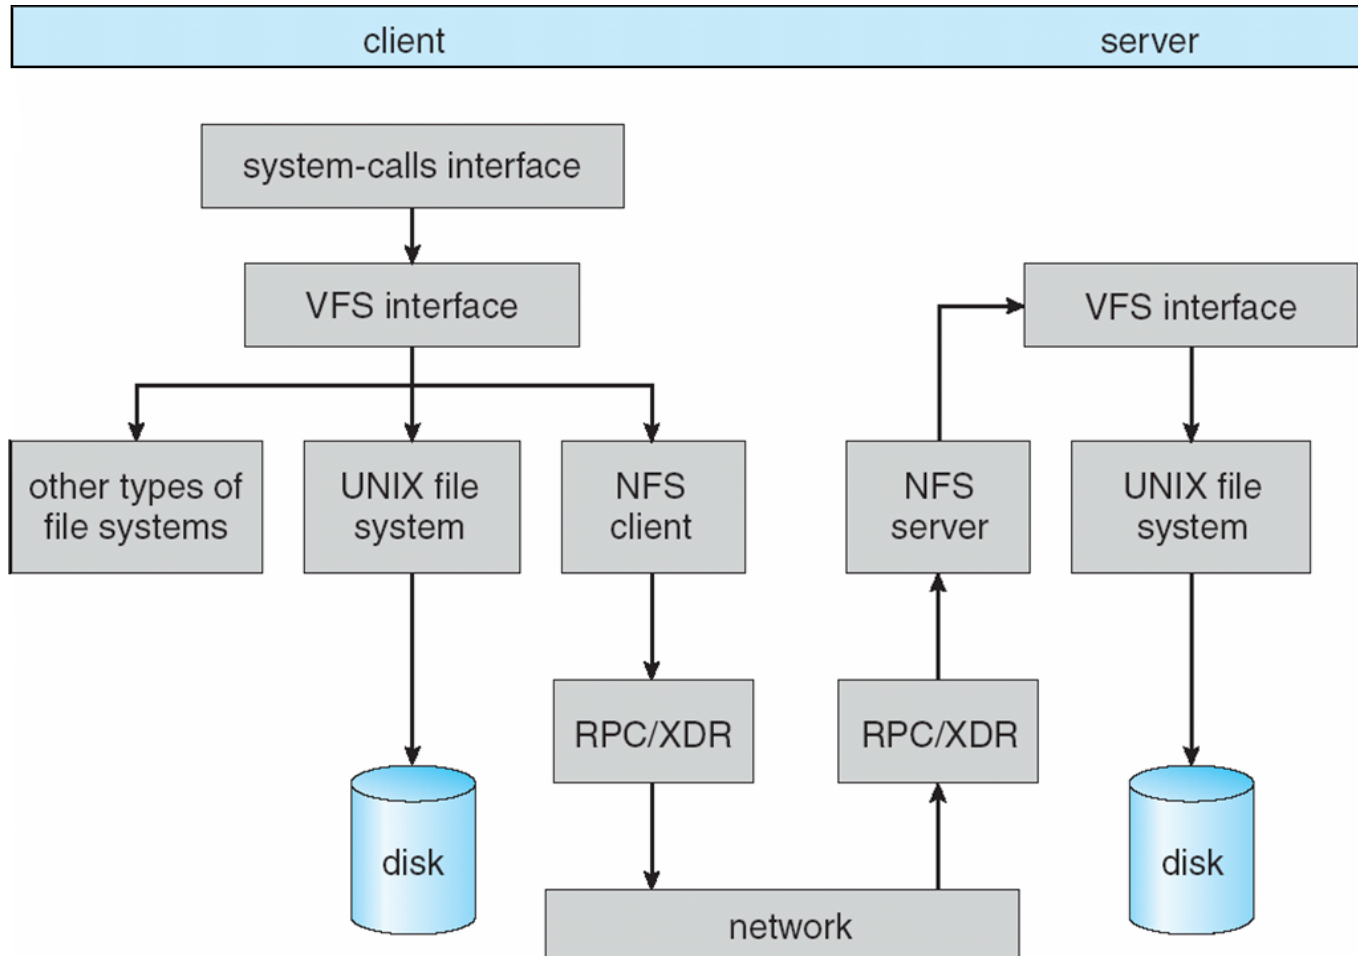 client
server
system-calls interface
VFS interface
VFS interface
other types of
file systems
UNIX file
system
NFS
client
NFS
server
UNIX file
system
RPC/XDR
RPC/XDR
disk
disk
network